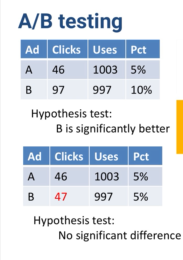 A/B testing
Ad Clicks Uses Pct
A 46 1003 5%
B 97 997 10%
Hypothesis test:
B is significantly better
Ad Clicks Uses Pct
A 46 1003 5%
B 47 997 5%
Hypothesis test:
No significant difference